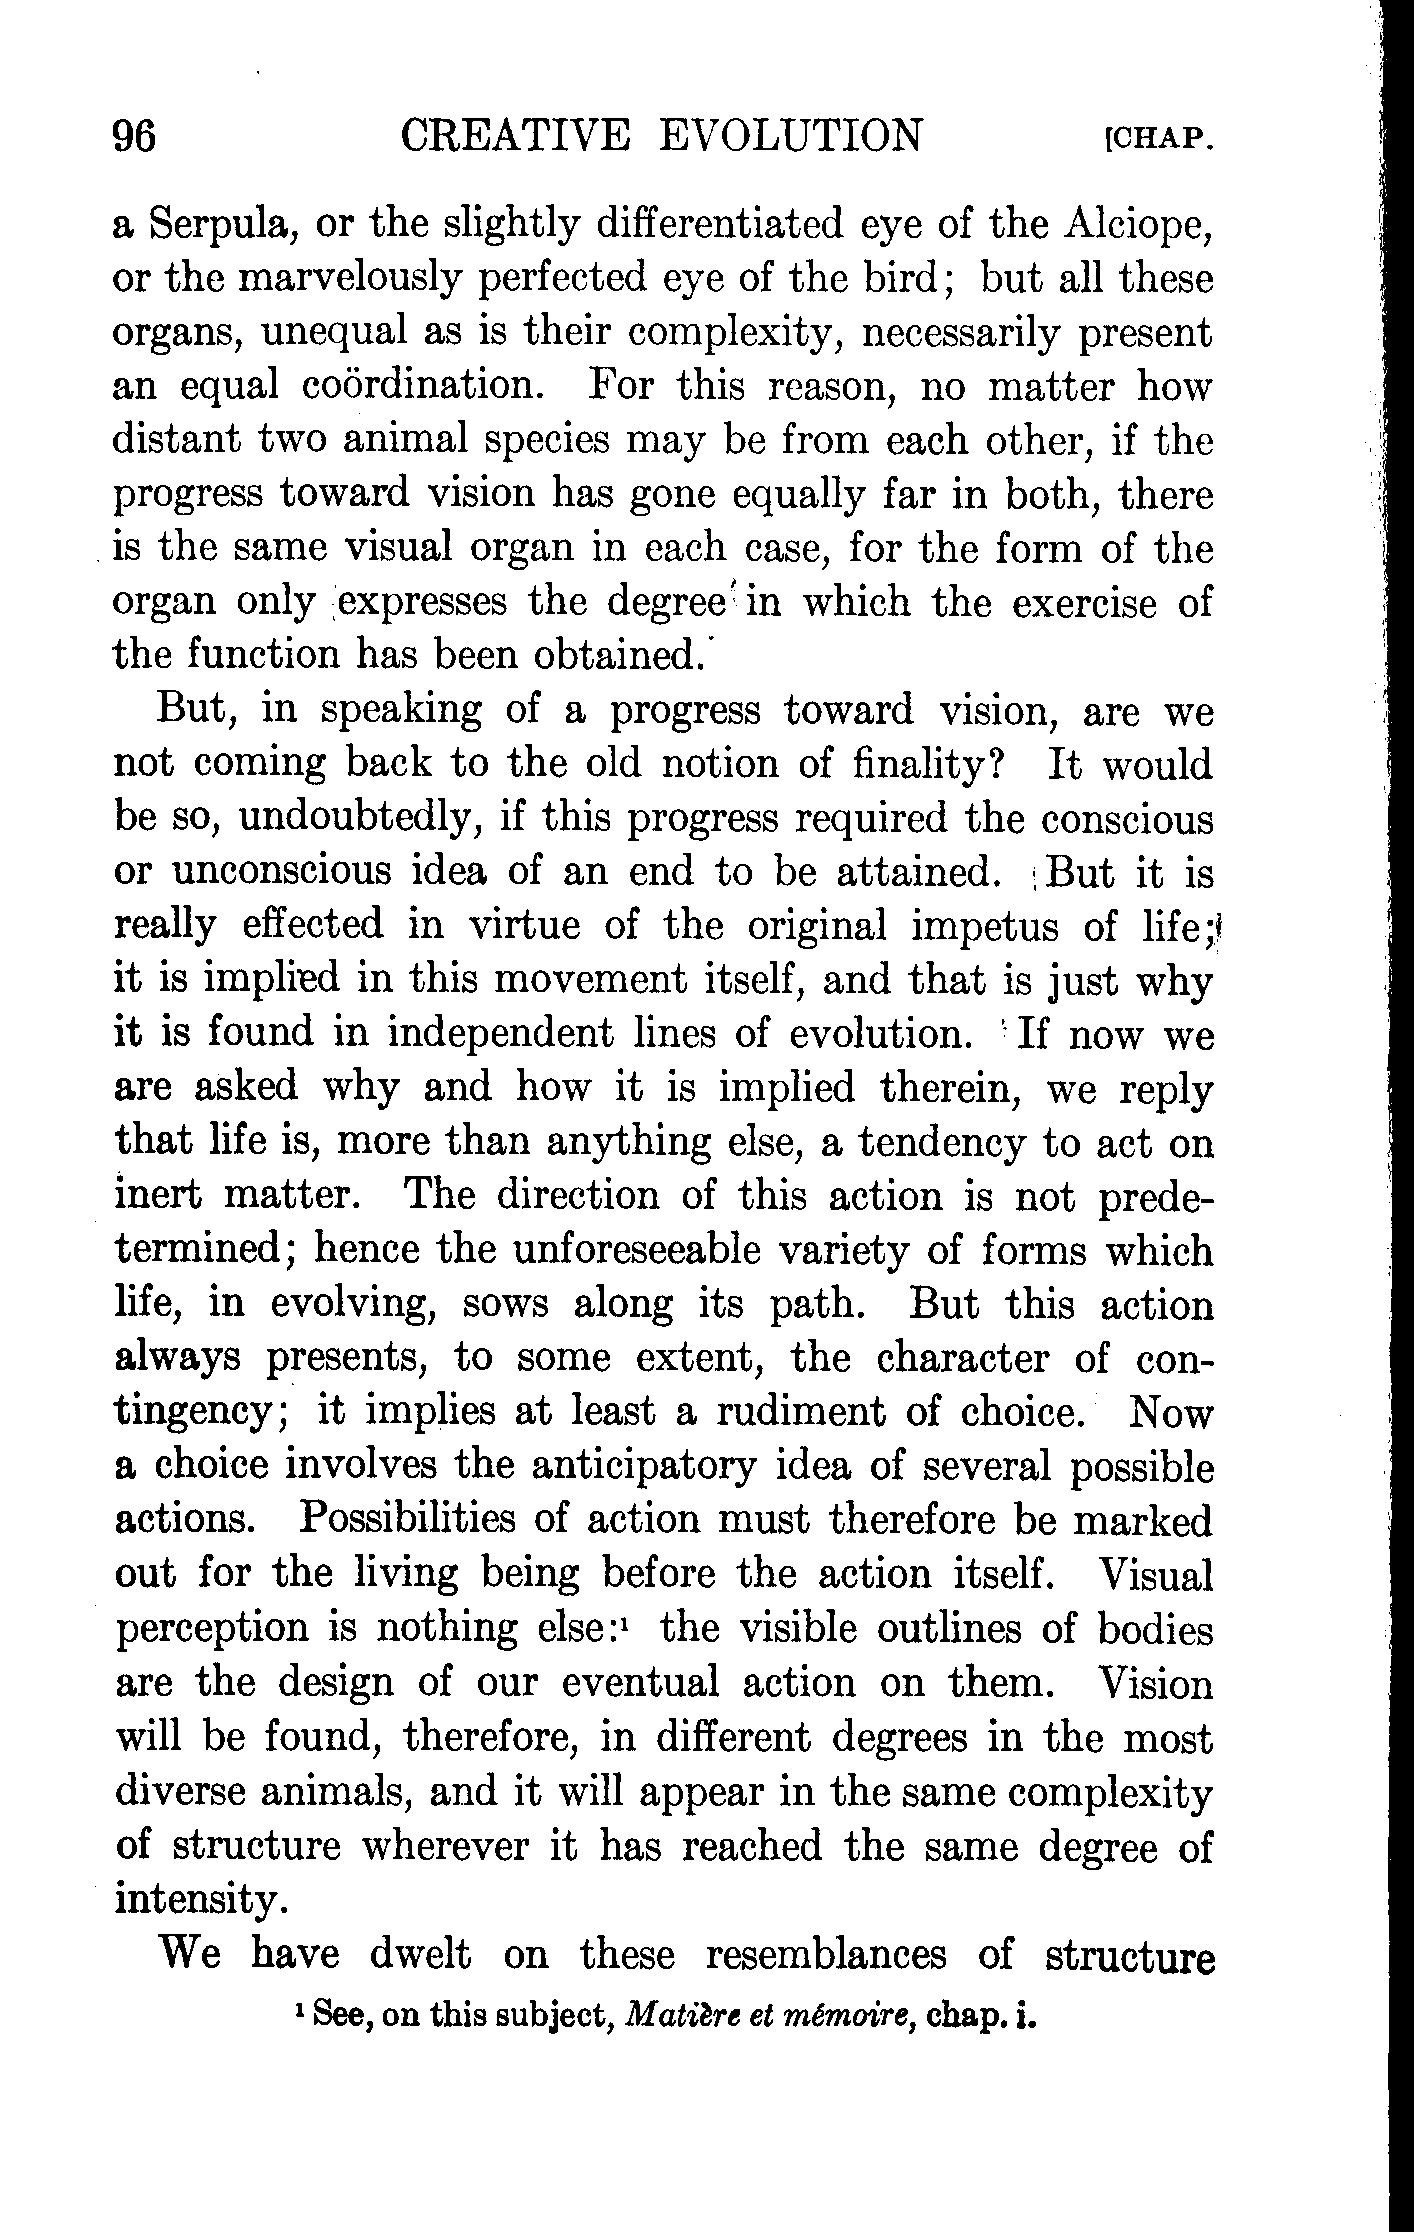 96 CREATIVE EVOLUTION [CHAP.
a Serpula, or the slightly differentiated eye of the Alciope,
or the marvelously perfected eye of the bird; but all these
organs, unequal as is their complexity, necessarily present
an equal coördination. For this reason, no matter how
distant two animal species may be from each other, if the
progress toward vision has gone equally far in both, there
is the same visual organ in each case, for the form of the
organ only expresses the degree in which the exercise of
the function has been obtained.
But, in speaking of a progress toward vision, are we
not coming back to the old notion of finality? It would
be so, undoubtedly, if this progress required the conscious
or unconscious idea of an end to be attained. But it is
really effected in virtue of the original impetus of life;
it is implied in this movement itself, and that is just why
it is found in independent lines of evolution. If now we
are asked why and how it is implied therein, we reply
that life is, more than anything else, a tendency to act on
inert matter. The direction of this action is not prede-
termined; hence the unforeseeable variety of forms which
life, in evolving, sows along its path. But this action
always presents, to some extent, the character of con-
tingency; it implies at least a rudiment of choice. Now
a choice involves the anticipatory idea of several possible
actions. Possibilities of action must therefore be marked
out for the living being before the action itself. Visual
perception is nothing else:¹ the visible outlines of bodies
are the design of our eventual action on them. Vision
will be found, therefore, in different degrees in the most
diverse animals, and it will appear in the same complexity
of structure wherever it has reached the same degree of
intensity.
We have dwelt on these resemblances of structure
¹ See, on this subject, Matière et mémoire, chap. i.